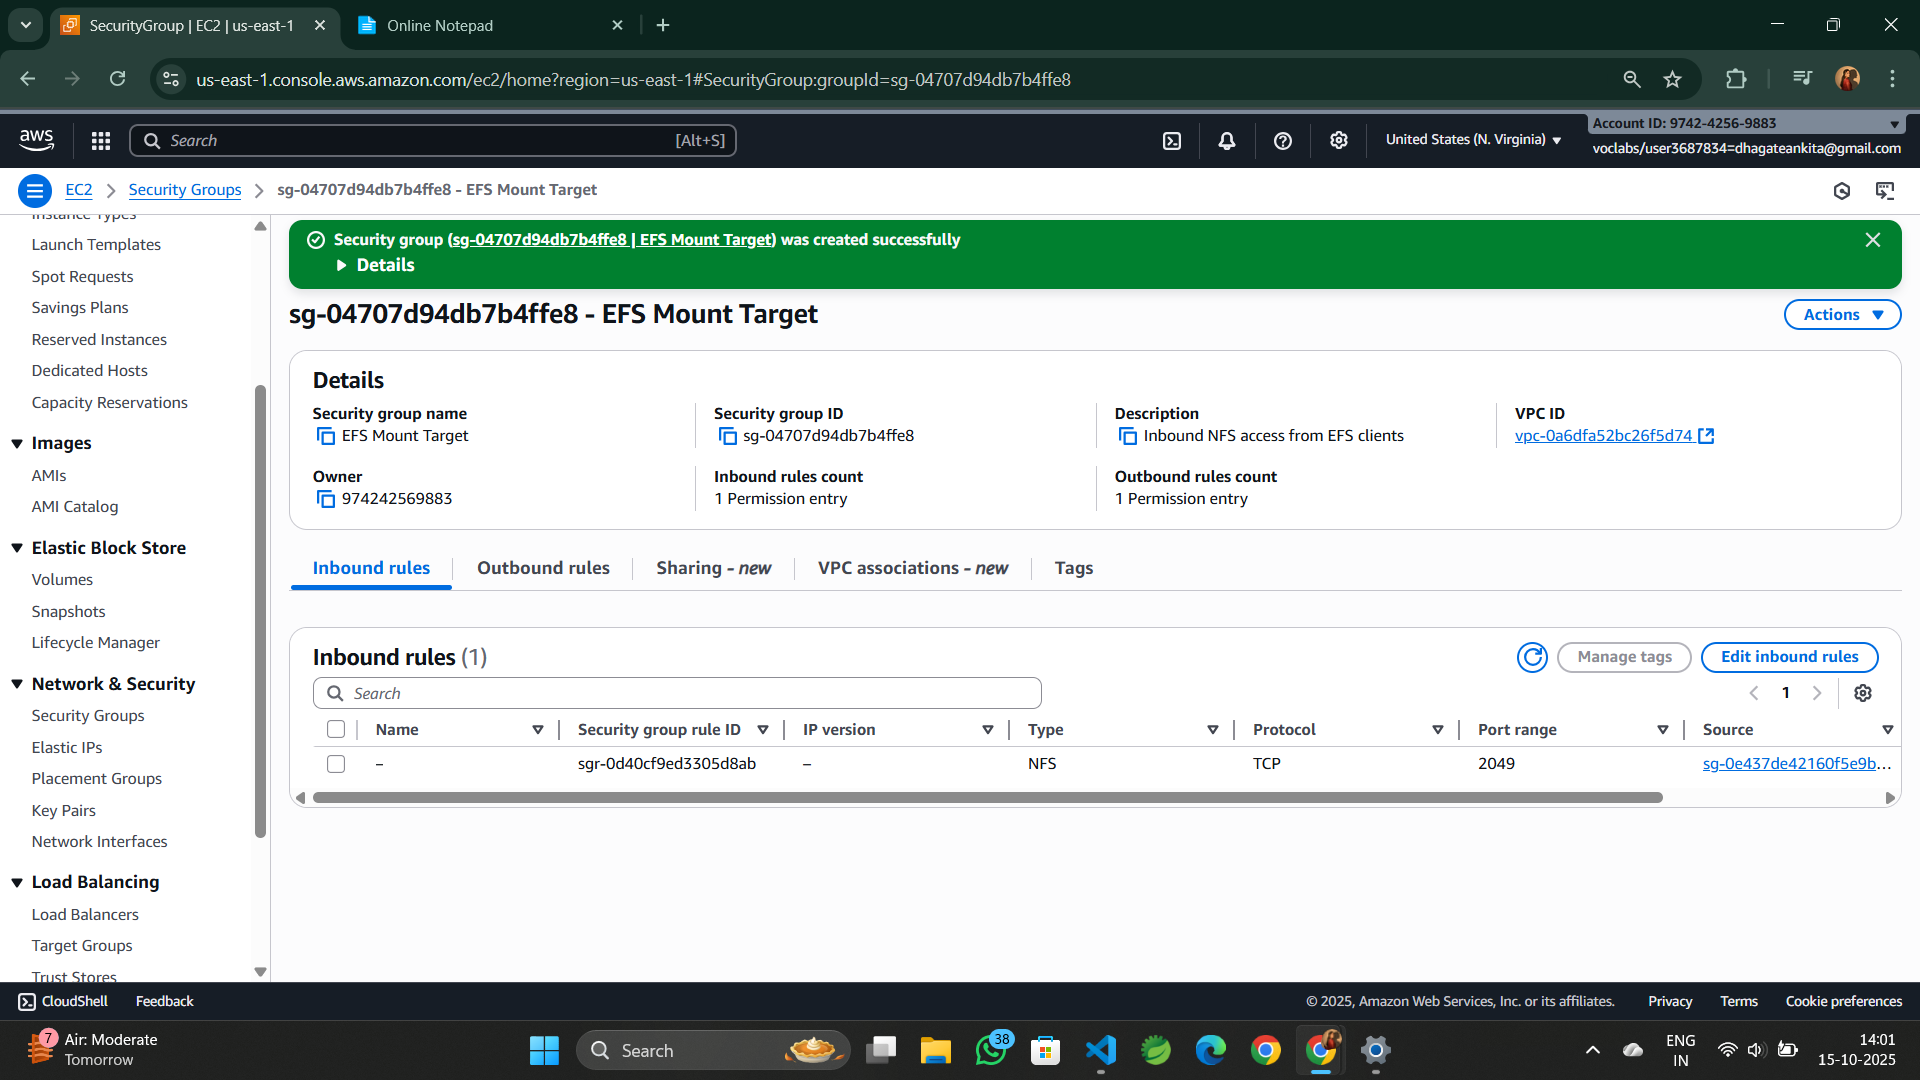 SecurityGroup | EC2 | us-east-1
Online Notepad
us-east-1.console.aws.amazon.com/ec2/home?region=us-east-1#SecurityGroup:groupId=sg-04707d94db7b4ffe8
aws
Search [Alt+S]
United States (N. Virginia)
Account ID: 9742-4256-9883
voclabs/user3687834=dhagateankita@gmail.com
EC2 > Security Groups > sg-04707d94db7b4ffe8 - EFS Mount Target
Instance Types
Launch Templates
Spot Requests
Savings Plans
Reserved Instances
Dedicated Hosts
Capacity Reservations
Images
AMIs
AMI Catalog
Elastic Block Store
Volumes
Snapshots
Lifecycle Manager
Network & Security
Security Groups
Elastic IPs
Placement Groups
Key Pairs
Network Interfaces
Load Balancing
Load Balancers
Target Groups
Trust Stores
Security group (sg-04707d94db7b4ffe8 | EFS Mount Target) was created successfully
Details
sg-04707d94db7b4ffe8 - EFS Mount Target
Actions
Details
Security group name
EFS Mount Target
Security group ID
sg-04707d94db7b4ffe8
Description
Inbound NFS access from EFS clients
VPC ID
vpc-0a6dfa52bc26f5d74
Owner
974242569883
Inbound rules count
1 Permission entry
Outbound rules count
1 Permission entry
Inbound rules Outbound rules Sharing - new VPC associations - new Tags
Inbound rules (1)
Manage tags Edit inbound rules
Search
1
Name Security group rule ID IP version Type Protocol Port range Source
– sgr-0d40cf9ed3305d8ab – NFS TCP 2049 sg-0e437de42160f5e9b...
CloudShell Feedback © 2025, Amazon Web Services, Inc. or its affiliates. Privacy Terms Cookie preferences
7
Air: Moderate
Tomorrow
Search
38
ENG
IN
14:01
15-10-2025